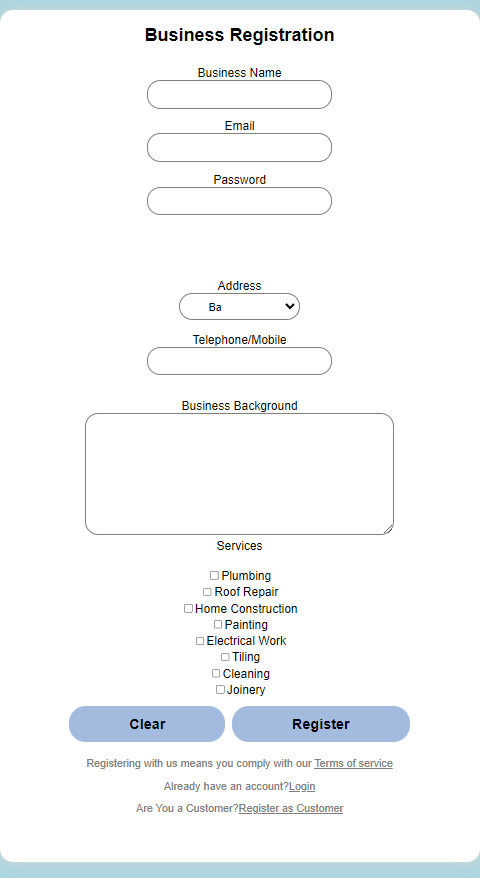 Business Registration
Business Name
Email
Password
Address
Ba
Telephone/Mobile
Business Background
Services
Plumbing
Roof Repair
Home Construction
Painting
Electrical Work
Tiling
Cleaning
Joinery
Clear Register
Registering with us means you comply with our Terms of service
Already have an account?Login
Are You a Customer?Register as Customer